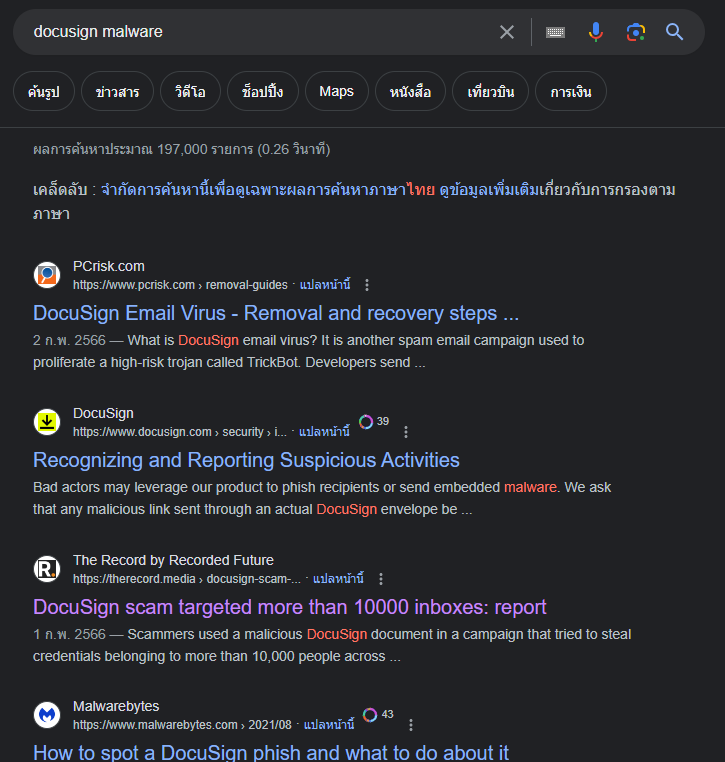 docusign malware
ค้นรูป
ข่าวสาร
วิดีโอ
ช็อปปิ้ง
Maps
หนังสือ
เที่ยวบิน
การเงิน
ผลการค้นหาประมาณ 197,000 รายการ (0.26 วินาที)
เคล็ดลับ : จำกัดการค้นหานี้เพื่อดูเฉพาะผลการค้นหาภาษาไทย ดูข้อมูลเพิ่มเติมเกี่ยวกับการกรองตาม
ภาษา
PCrisk.com
https://www.pcrisk.com › removal-guides · แปลหน้านี้
DocuSign Email Virus - Removal and recovery steps ...
2 ก.พ. 2566 — What is DocuSign email virus? It is another spam email campaign used to
proliferate a high-risk trojan called TrickBot. Developers send ...
DocuSign
https://www.docusign.com › security › i... · แปลหน้านี้ 39
Recognizing and Reporting Suspicious Activities
Bad actors may leverage our product to phish recipients or send embedded malware. We ask
that any malicious link sent through an actual DocuSign envelope be ...
R.
The Record by Recorded Future
https://therecord.media › docusign-scam-... · แปลหน้านี้
DocuSign scam targeted more than 10000 inboxes: report
1 ก.พ. 2566 — Scammers used a malicious DocuSign document in a campaign that tried to steal
credentials belonging to more than 10,000 people across ...
Malwarebytes
https://www.malwarebytes.com › 2021/08 · แปลหน้านี้ 43
How to spot a DocuSign phish and what to do about it